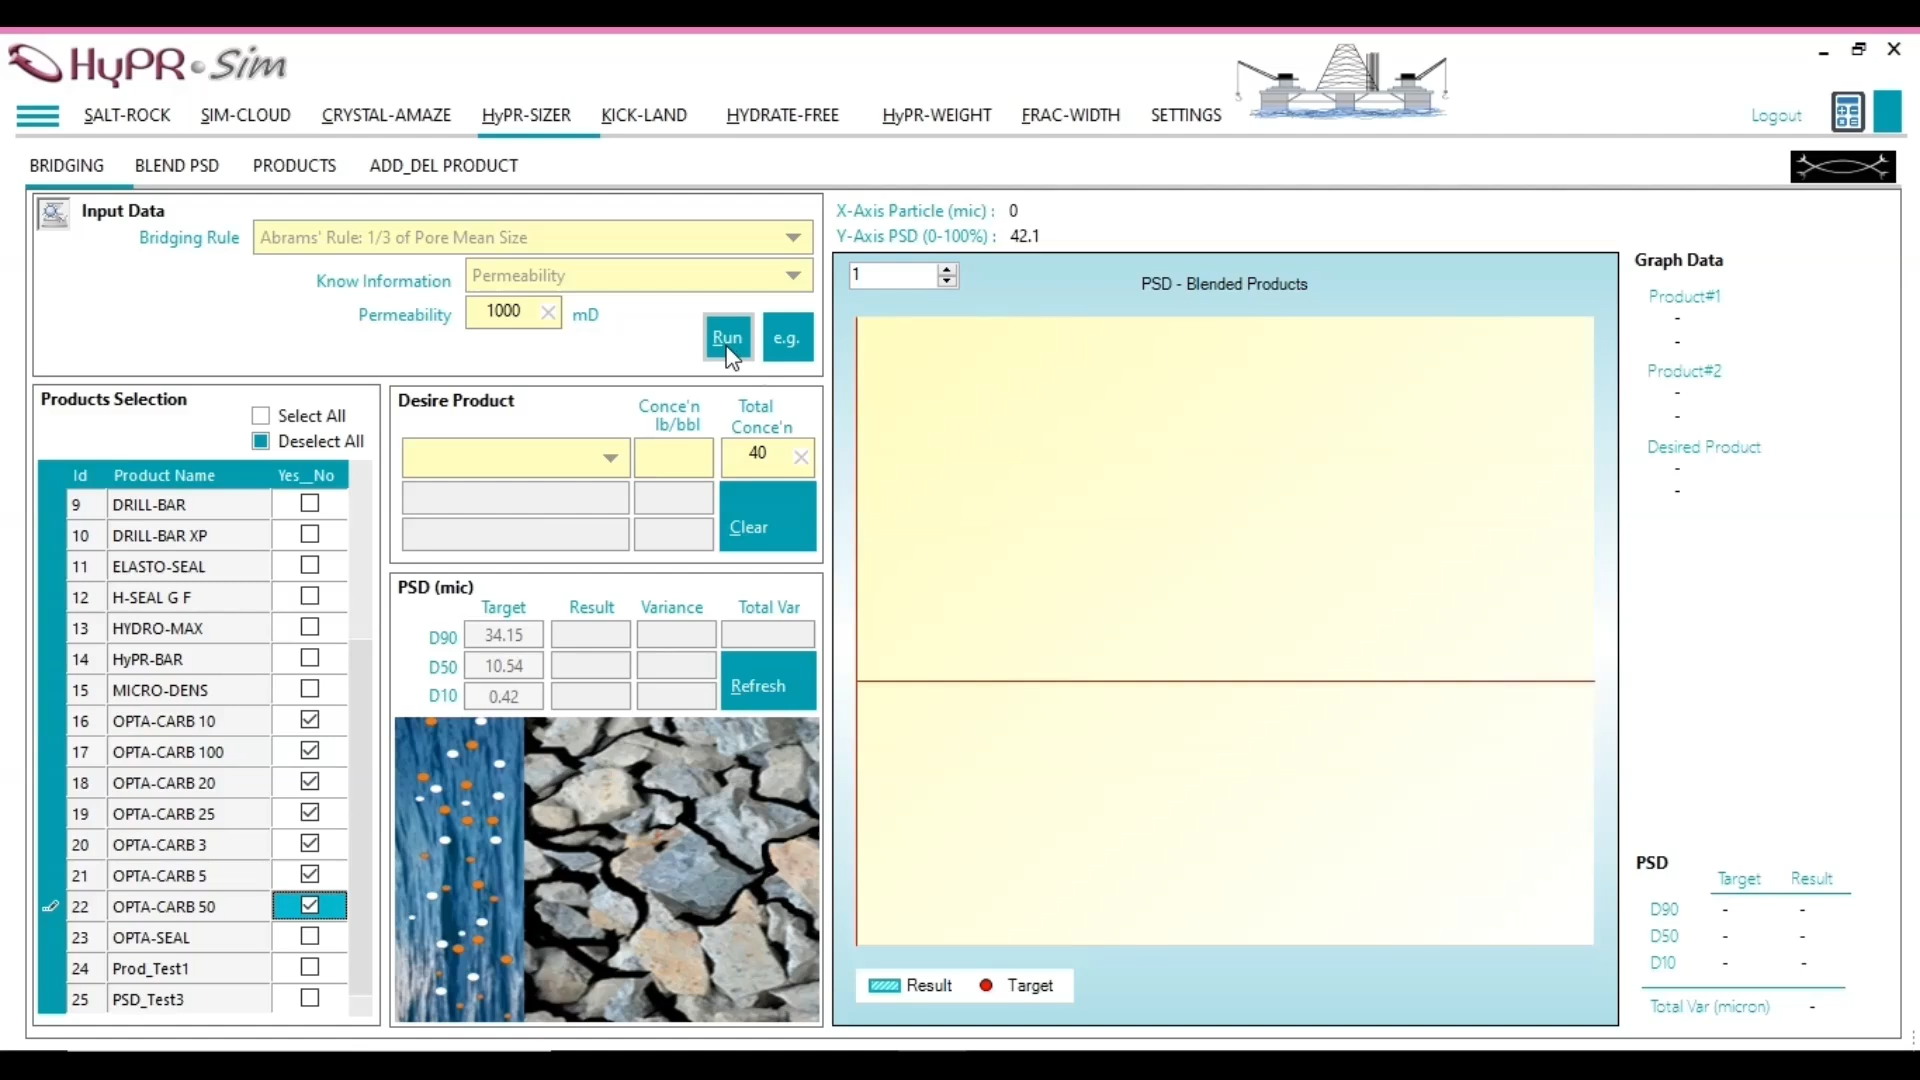 HyPR•Sim
SALT-ROCK SIM-CLOUD CRYSTAL-AMAZE HyPR-SIZER KICK-LAND HYDRATE-FREE HyPR-WEIGHT FRAC-WIDTH SETTINGS Logout
BRIDGING BLEND PSD PRODUCTS ADD_DEL PRODUCT
Input Data
Bridging Rule Abrams' Rule: 1/3 of Pore Mean Size
Know Information Permeability
Permeability 1000 mD
Run e.g.
Products Selection
Select All
Deselect All
Id Product Name Yes__No
9 DRILL-BAR
10 DRILL-BAR XP
11 ELASTO-SEAL
12 H-SEAL G F
13 HYDRO-MAX
14 HyPR-BAR
15 MICRO-DENS
16 OPTA-CARB 10
17 OPTA-CARB 100
18 OPTA-CARB 20
19 OPTA-CARB 25
20 OPTA-CARB 3
21 OPTA-CARB 5
22 OPTA-CARB 50
23 OPTA-SEAL
24 Prod_Test1
25 PSD_Test3
Desire Product
Conce'n Total
lb/bbl Conce'n
40
Clear
PSD (mic)
Target Result Variance Total Var
D90 34.15
D50 10.54
D10 0.42
Refresh
X-Axis Particle (mic) : 0
Y-Axis PSD (0-100%) : 42.1
1
PSD - Blended Products
Result Target
Graph Data
Product#1
-
-
Product#2
-
-
Desired Product
-
-
PSD
Target Result
D90 - -
D50 - -
D10 - -
Total Var (micron) -